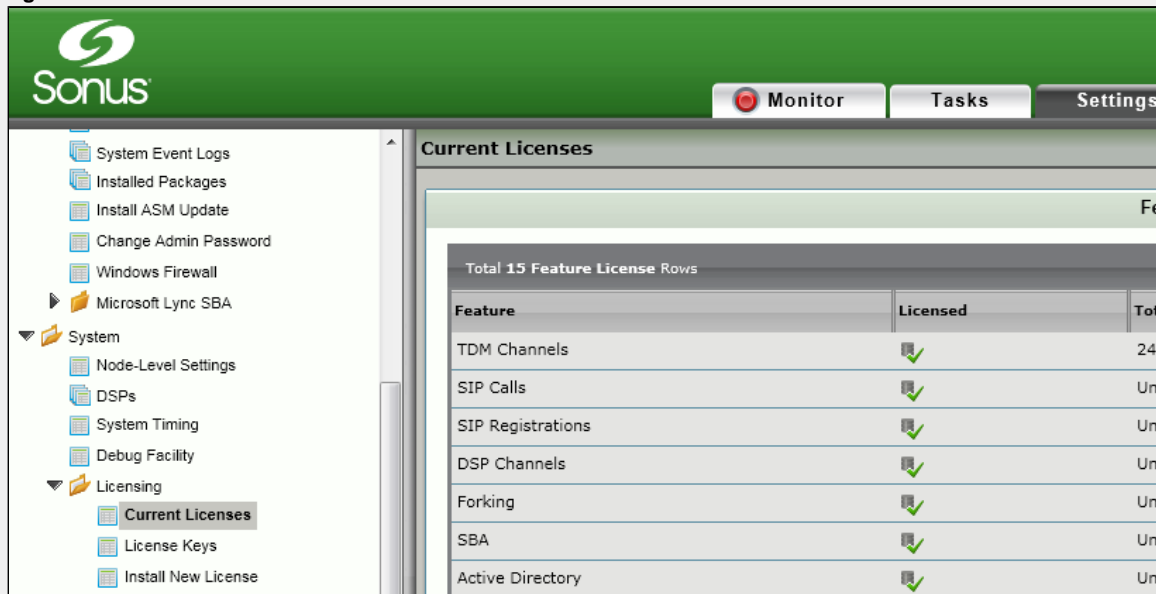 Sonus
Monitor
Tasks
Settings
System Event Logs
Installed Packages
Install ASM Update
Change Admin Password
Windows Firewall
Microsoft Lync SBA
System
Node-Level Settings
DSPs
System Timing
Debug Facility
Licensing
Current Licenses
License Keys
Install New License
Current Licenses
Total 15 Feature License Rows
Feature Licensed
TDM Channels 24
SIP Calls
SIP Registrations
DSP Channels
Forking
SBA
Active Directory